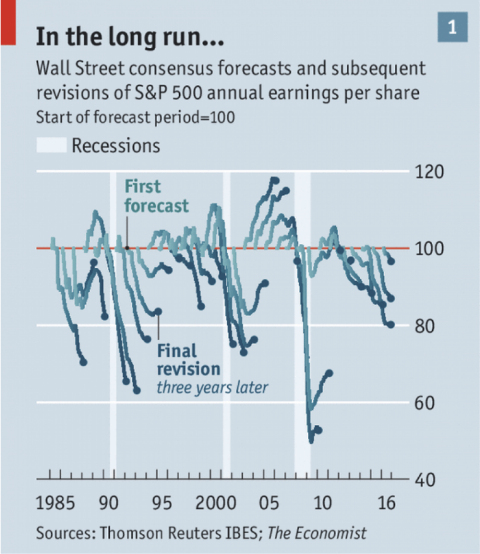 1
In the long run...
Wall Street consensus forecasts and subsequent
revisions of S&P 500 annual earnings per share
Start of forecast period=100
Recessions
120
First
forecast
100
80
Final
revision
three years later
60
40
1985 90 95 2000 05 10 16
Sources: Thomson Reuters IBES; The Economist